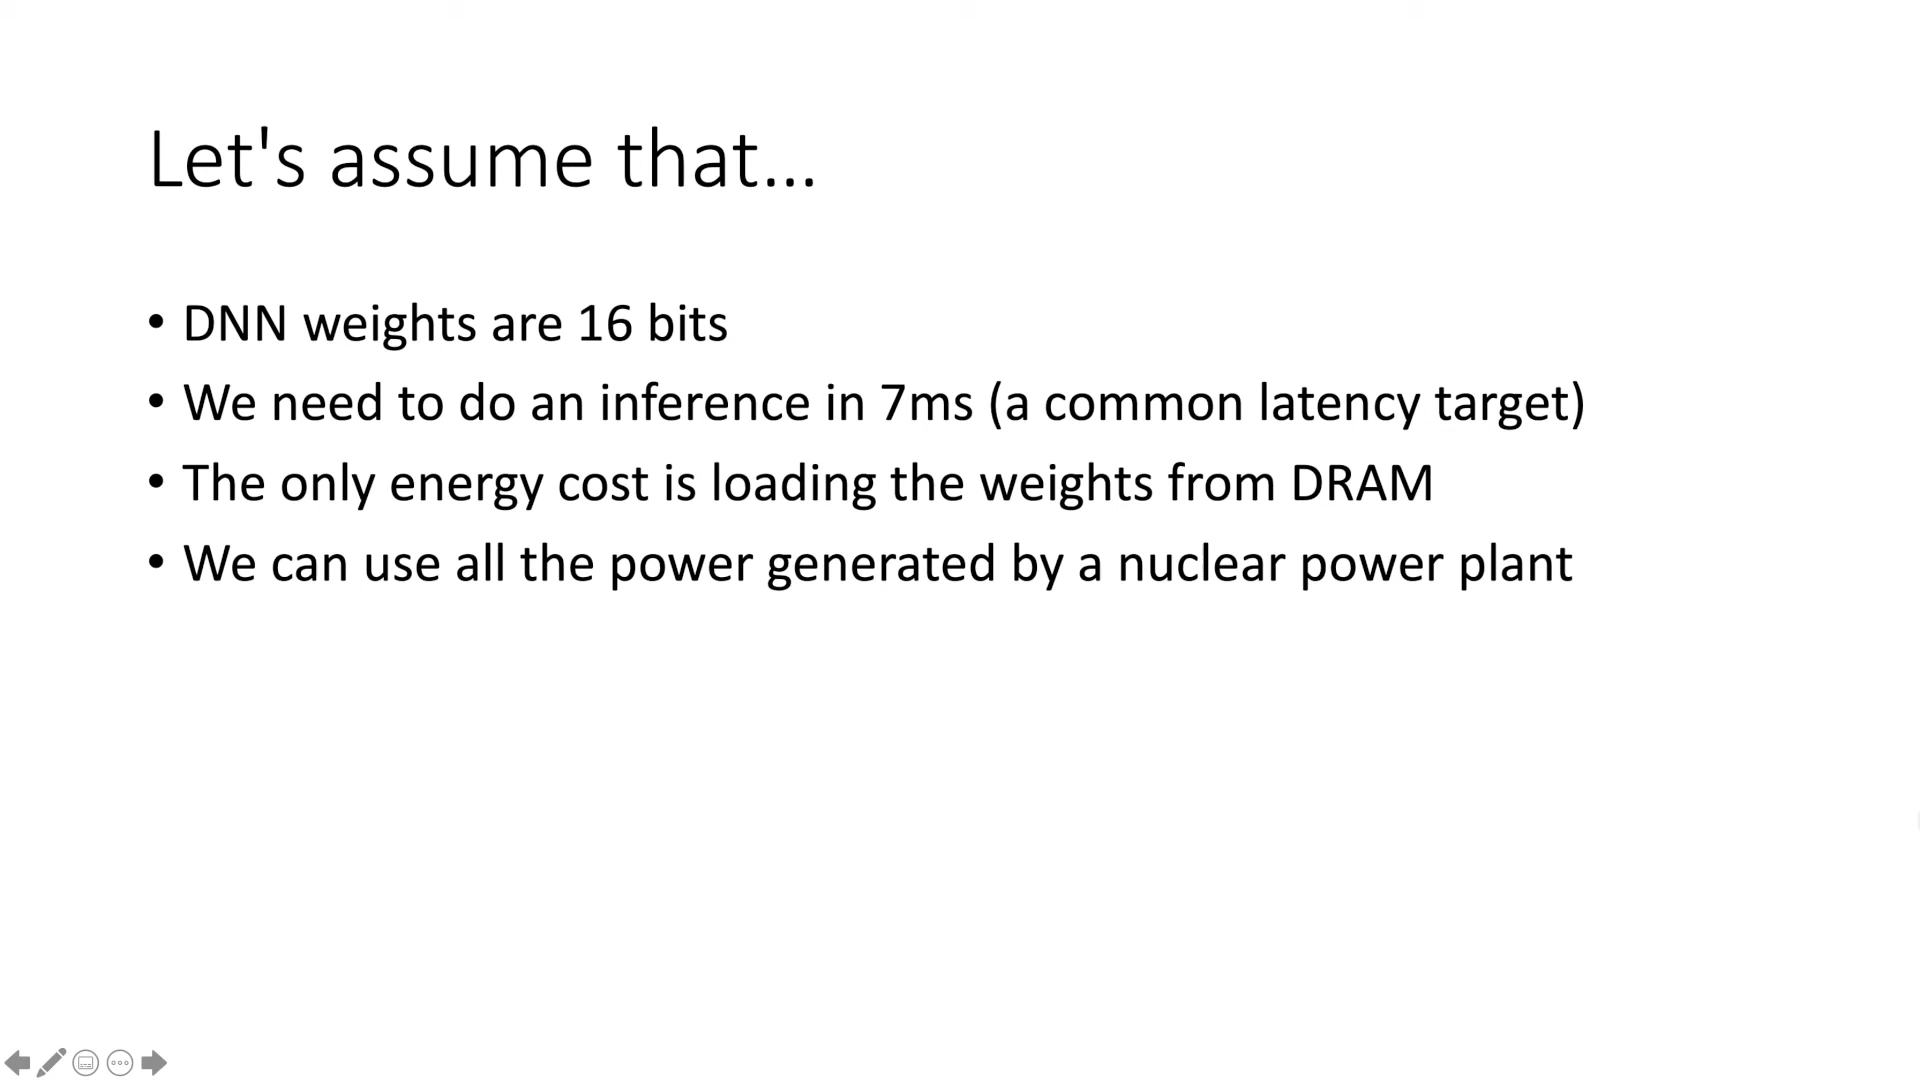 Let's assume that...
• DNN weights are 16 bits
• We need to do an inference in 7ms (a common latency target)
• The only energy cost is loading the weights from DRAM
• We can use all the power generated by a nuclear power plant